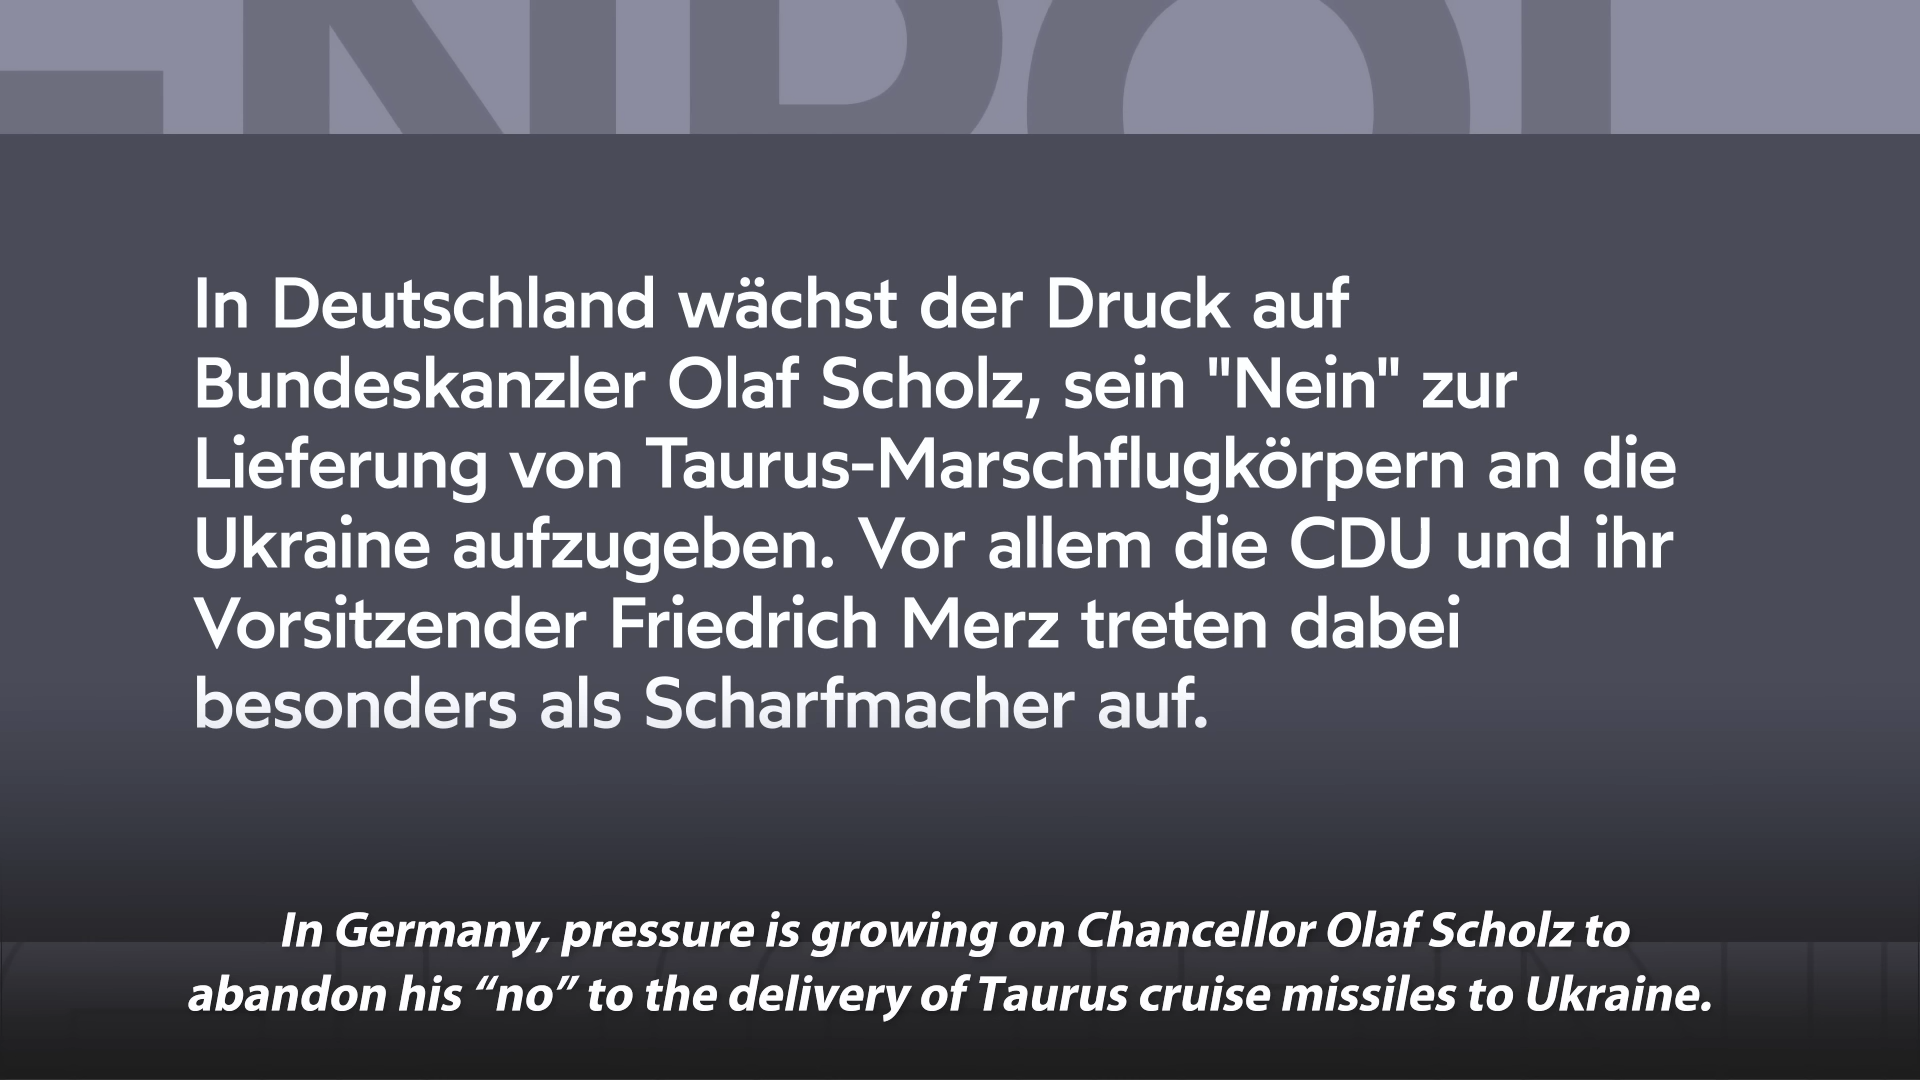 In Deutschland wächst der Druck auf
Bundeskanzler Olaf Scholz, sein "Nein" zur
Lieferung von Taurus-Marschflugkörpern an die
Ukraine aufzugeben. Vor allem die CDU und ihr
Vorsitzender Friedrich Merz treten dabei
besonders als Scharfmacher auf.
In Germany, pressure is growing on Chancellor Olaf Scholz to
abandon his “no” to the delivery of Taurus cruise missiles to Ukraine.